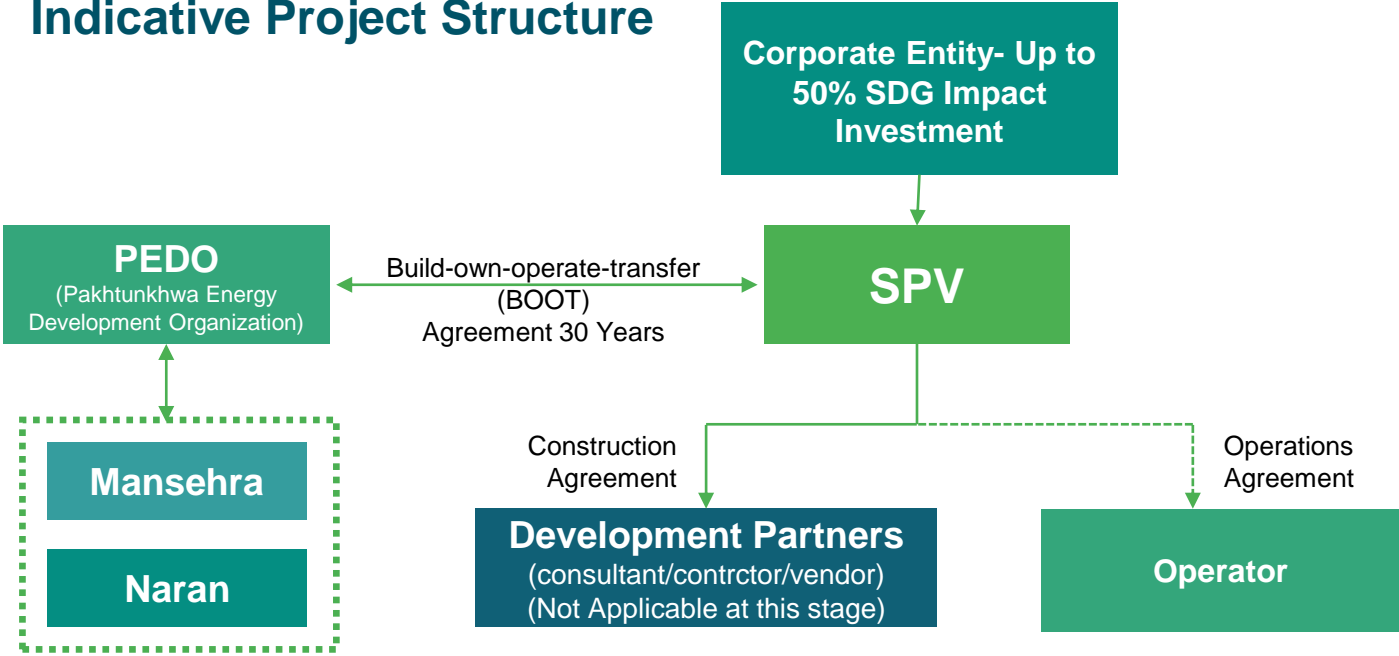 Indicative Project Structure
Corporate Entity- Up to
50% SDG Impact
Investment
PEDO
(Pakhtunkhwa Energy
Development Organization)
Build-own-operate-transfer
(BOOT)
Agreement 30 Years
SPV
Mansehra
Naran
Construction
Agreement
Operations
Agreement
Development Partners
(consultant/contrctor/vendor)
(Not Applicable at this stage)
Operator